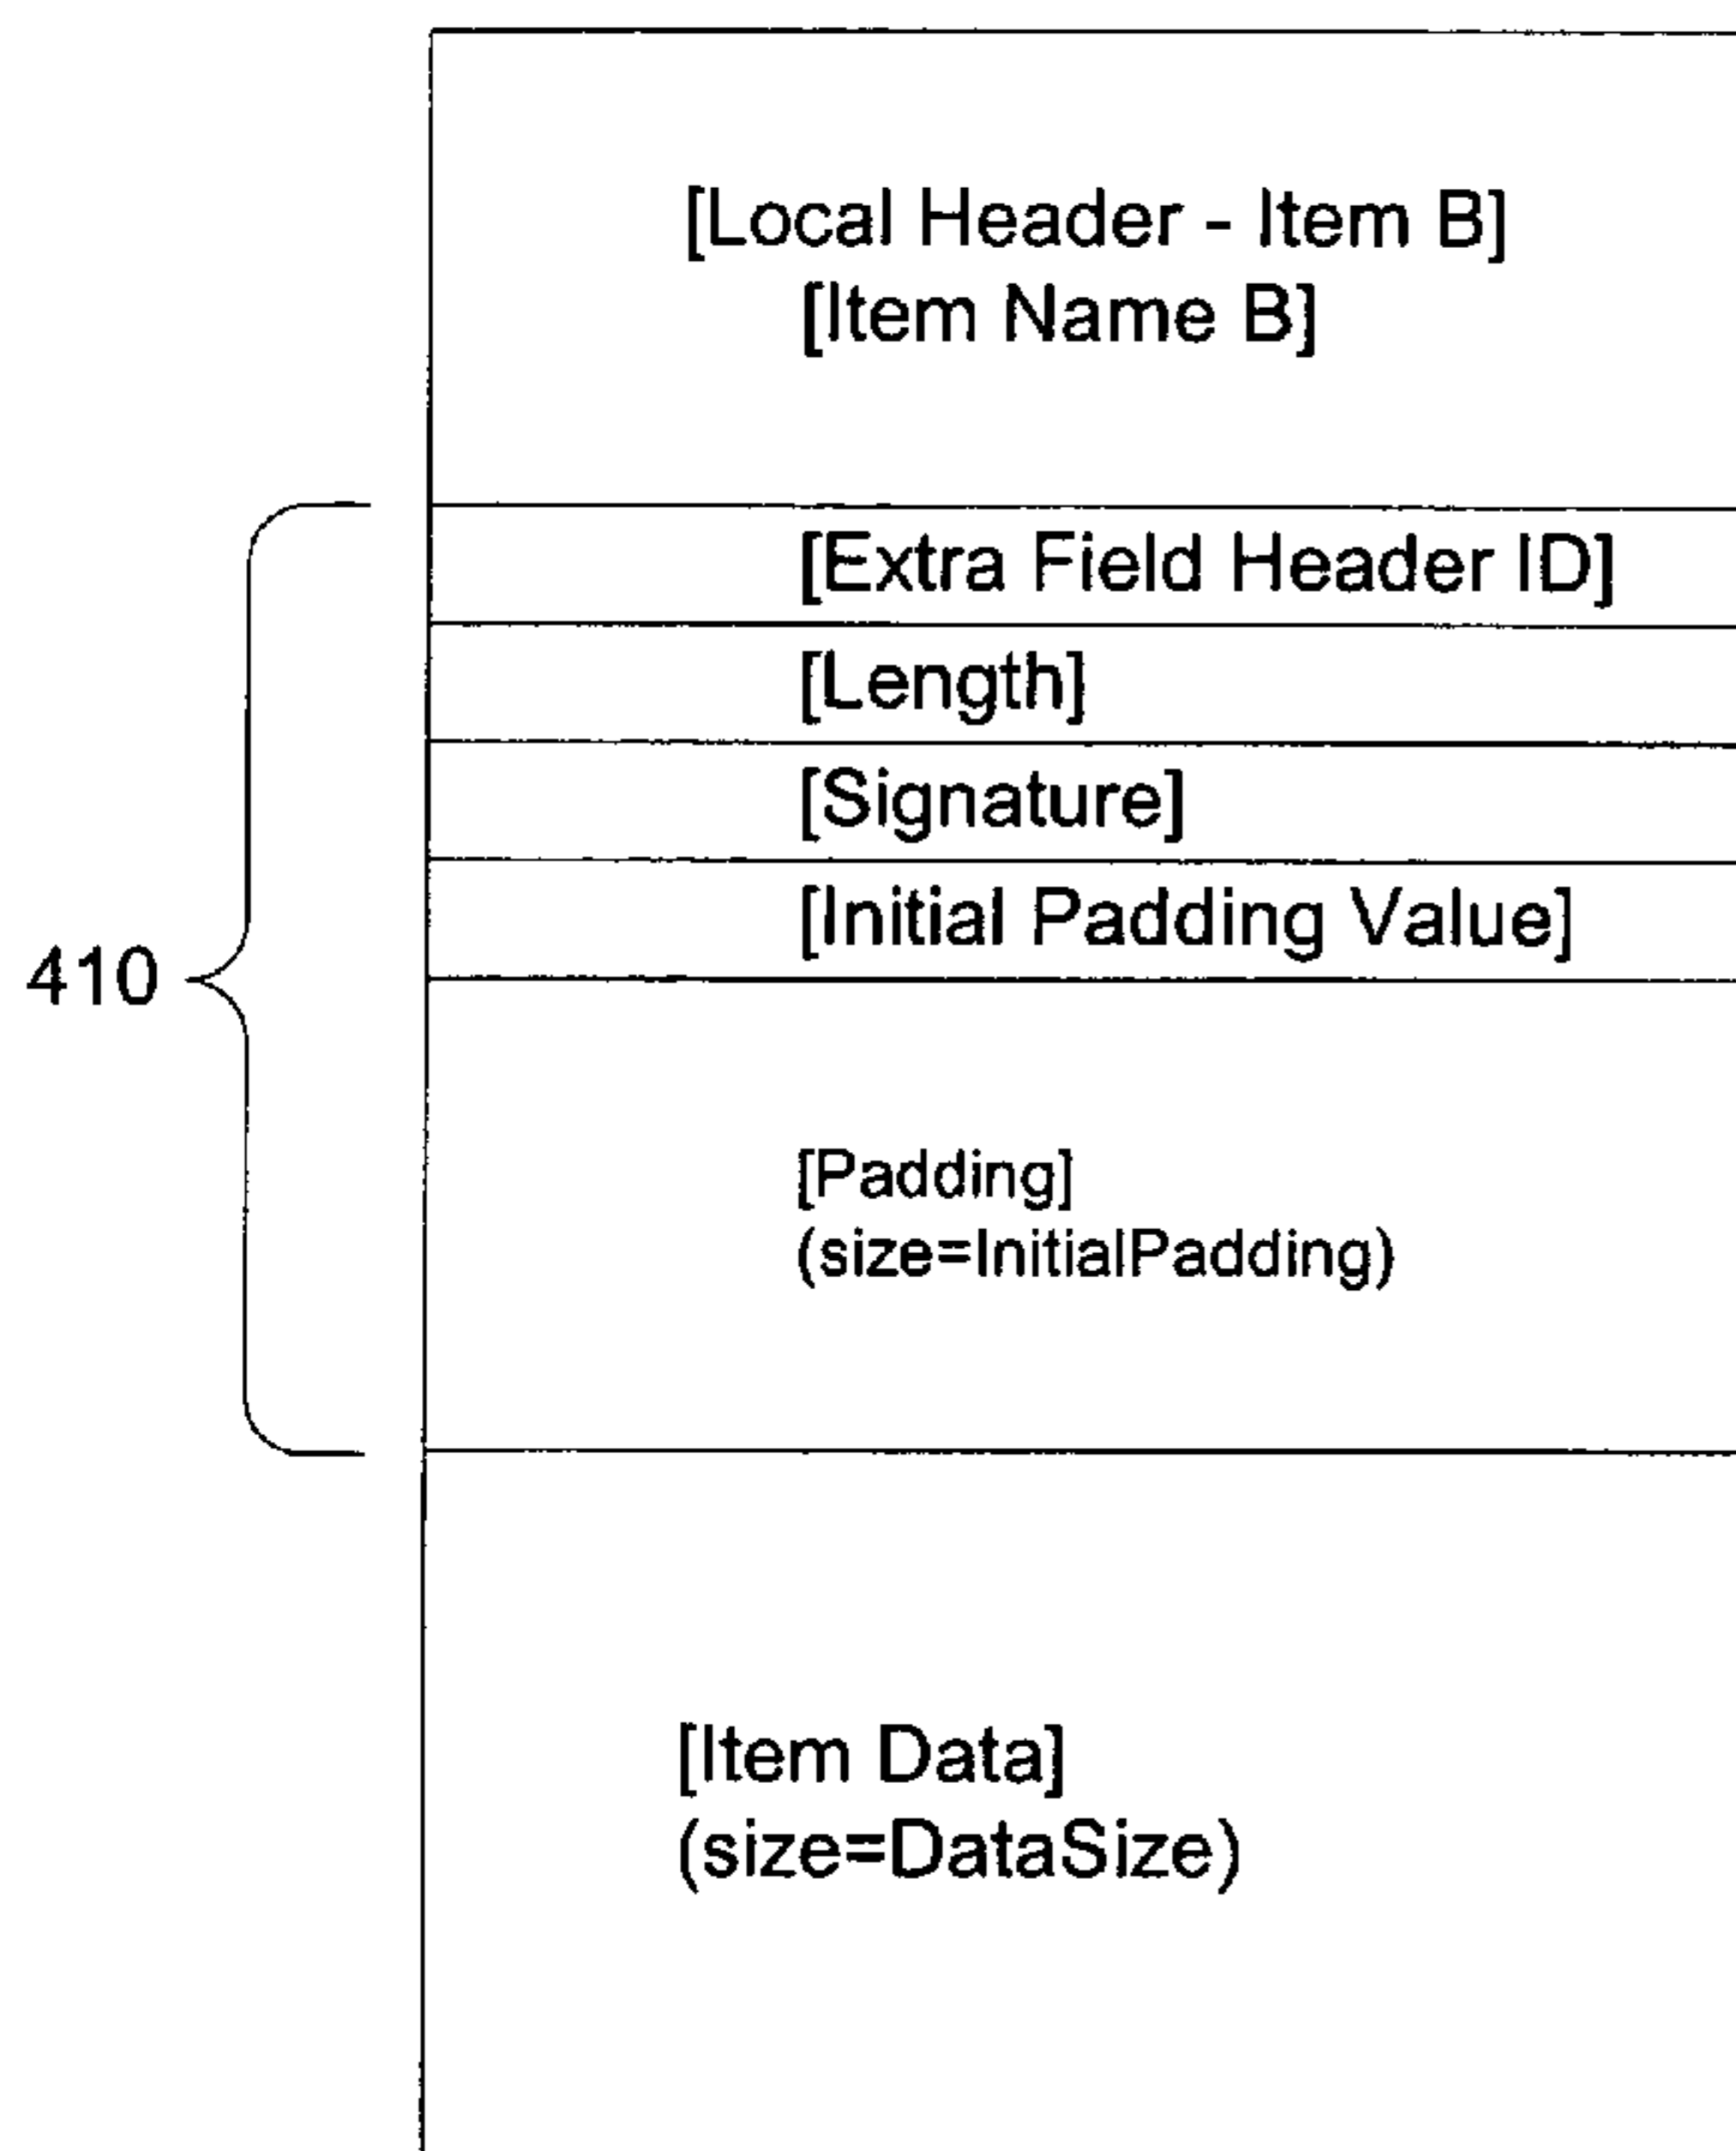 [Local Header - Item B]
[Item Name B]
[Extra Field Header ID]
[Length]
[Signature]
[Initial Padding Value]
410
[Padding]
(size=InitialPadding)
[Item Data]
(size=DataSize)